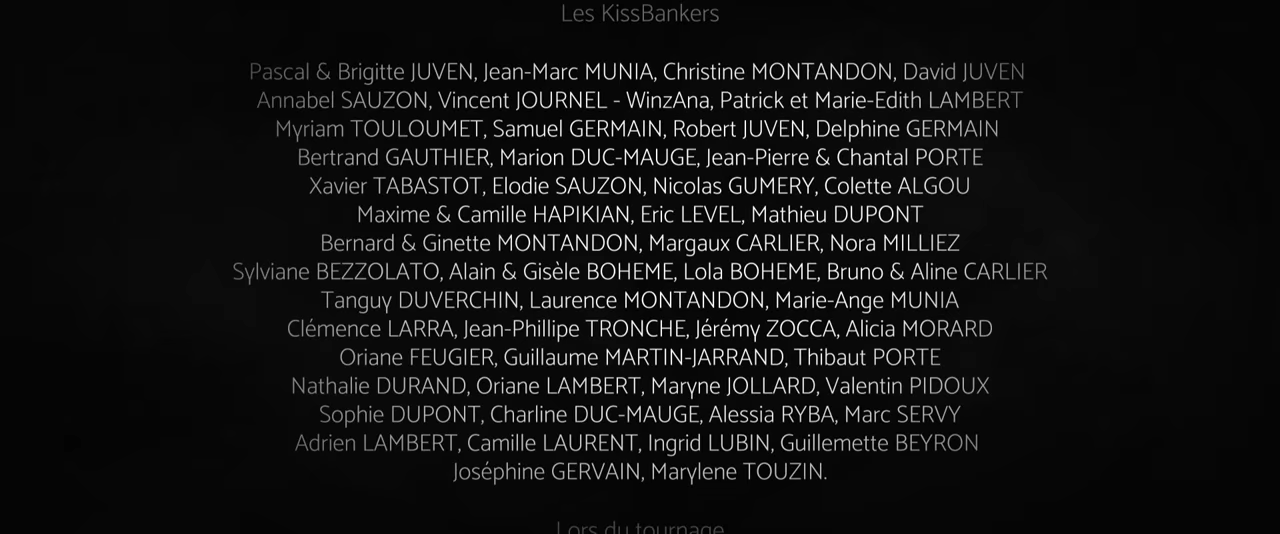 Les KissBankers
Pascal & Brigitte JUVEN, Jean-Marc MUNIA, Christine MONTANDON, David JUVEN
Annabel SAUZON, Vincent JOURNEL - WinzAna, Patrick et Marie-Edith LAMBERT
Myriam TOULOUMET, Samuel GERMAIN, Robert JUVEN, Delphine GERMAIN
Bertrand GAUTHIER, Marion DUC-MAUGE, Jean-Pierre & Chantal PORTE
Xavier TABASTOT, Elodie SAUZON, Nicolas GUMERY, Colette ALGOU
Maxime & Camille HAPIKIAN, Eric LEVEL, Mathieu DUPONT
Bernard & Ginette MONTANDON, Margaux CARLIER, Nora MILLIEZ
Sylviane BEZZOLATO, Alain & Gisèle BOHEME, Lola BOHEME, Bruno & Aline CARLIER
Tanguy DUVERCHIN, Laurence MONTANDON, Marie-Ange MUNIA
Clémence LARRA, Jean-Phillipe TRONCHE, Jérémy ZOCCA, Alicia MORARD
Oriane FEUGIER, Guillaume MARTIN-JARRAND, Thibaut PORTE
Nathalie DURAND, Oriane LAMBERT, Maryne JOLLARD, Valentin PIDOUX
Sophie DUPONT, Charline DUC-MAUGE, Alessia RYBA, Marc SERVY
Adrien LAMBERT, Camille LAURENT, Ingrid LUBIN, Guillemette BEYRON
Joséphine GERVAIN, Marylene TOUZIN.
Lors du tournage